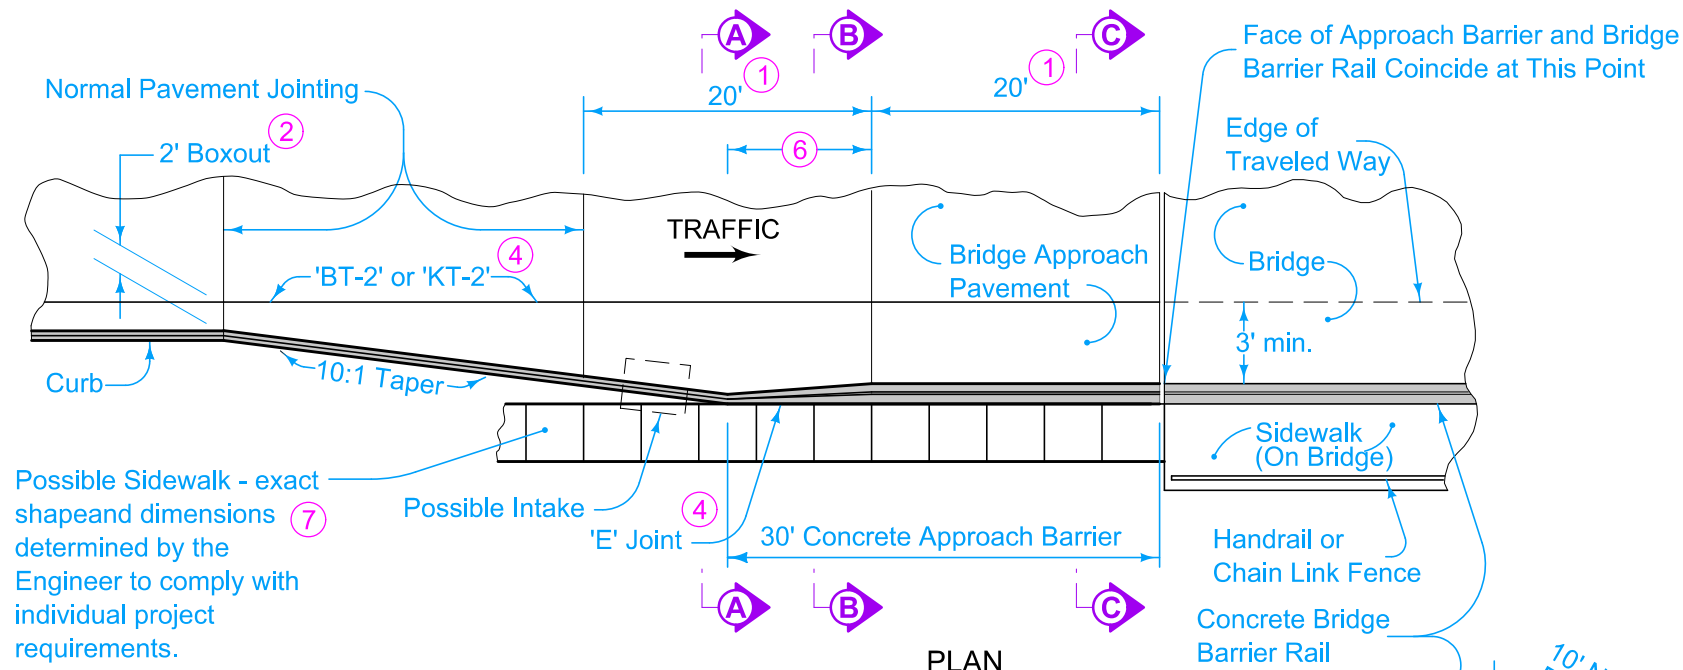 A
B
C
Face of Approach Barrier and Bridge
Barrier Rail Coincide at This Point
Normal Pavement Jointing
20' 1
20' 1
2' Boxout 2
6
Edge of
Traveled Way
TRAFFIC
'BT-2' or 'KT-2' 4
Bridge Approach
Pavement
Bridge
3' min.
Curb
10:1 Taper
Sidewalk
(On Bridge)
Possible Sidewalk - exact
shapeand dimensions 7
determined by the
Engineer to comply with
individual project
requirements.
Possible Intake
'E' Joint 4
30' Concrete Approach Barrier
Handrail or
Chain Link Fence
A
B
C
Concrete Bridge
Barrier Rail
PLAN
10'